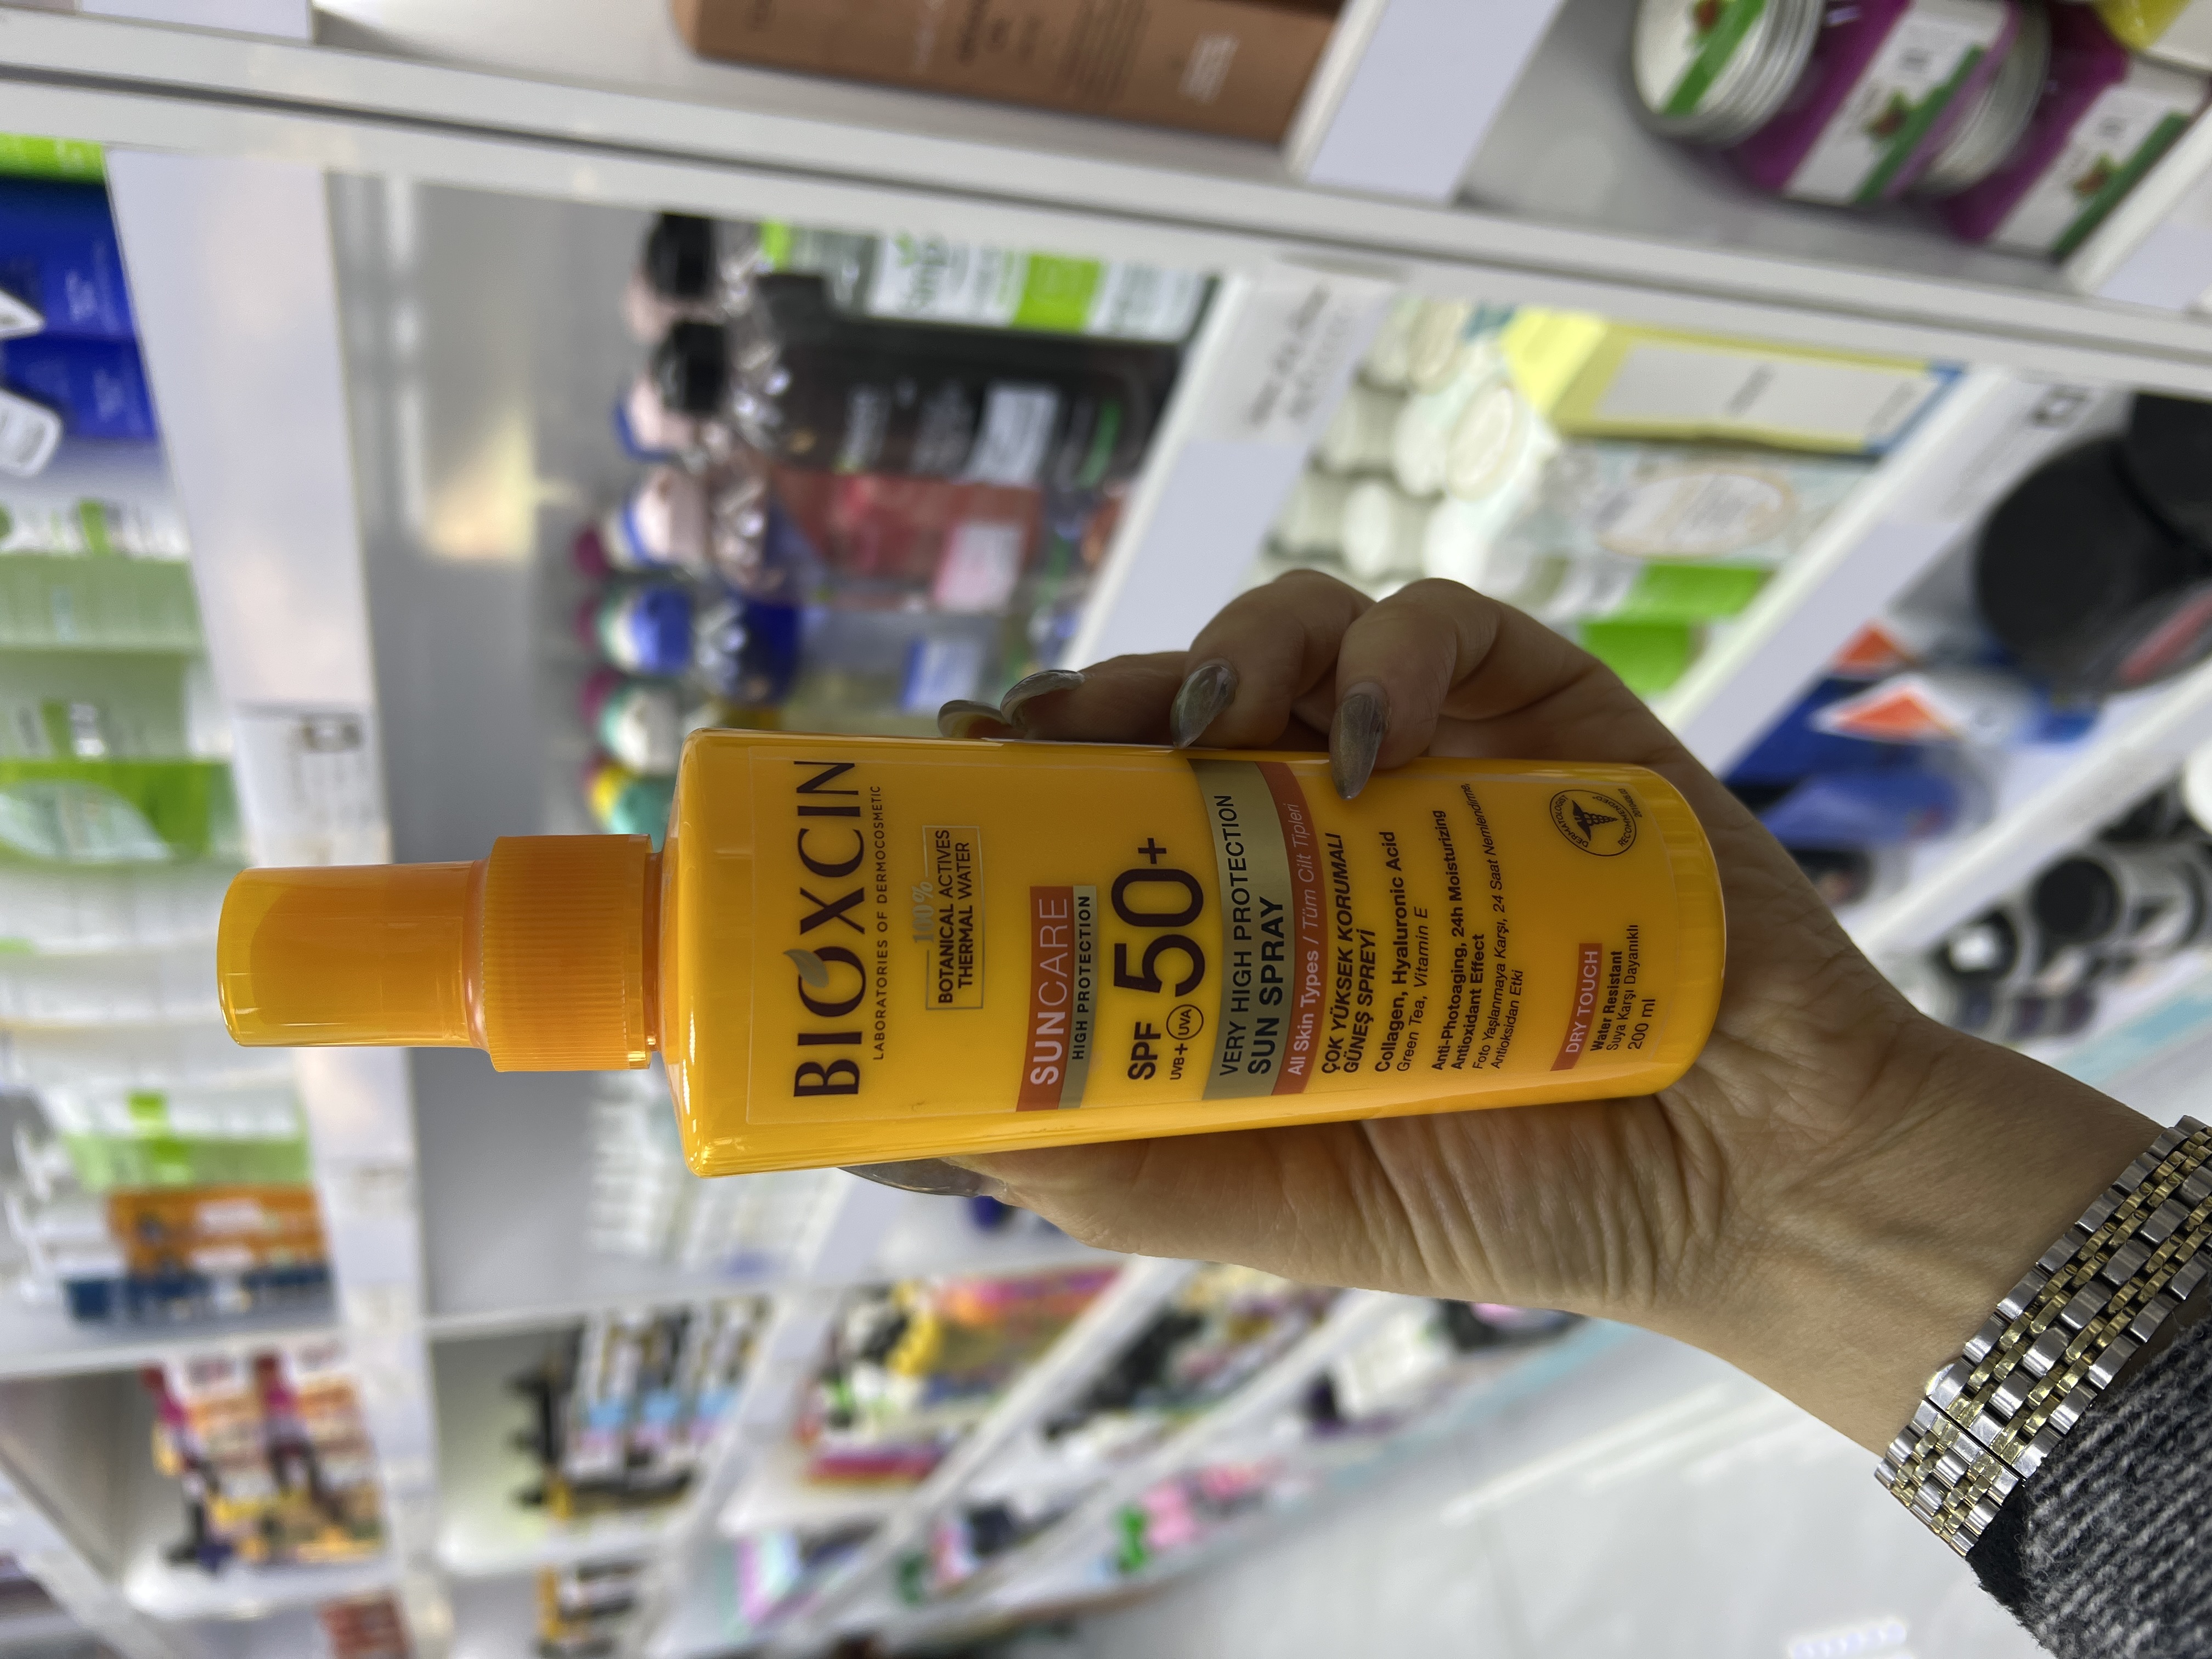 BIOXCIN
LABORATORIES OF DERMOCOSMETIC
100%
BOTANICAL ACTIVES
THERMAL WATER
SUNCARE
HIGH PROTECTION
SPF 50+
UVB+UVA
VERY HIGH PROTECTION
SUN SPRAY
All Skin Types / Tüm Cilt Tipleri
ÇOK YÜKSEK KORUMALI
GÜNEŞ SPREYİ
Collagen, Hyaluronic Acid
Green Tea, Vitamin E
Anti-Photoaging, 24h Moisturizing
Antioxidant Effect
Foto Yaşlanmaya Karşı, 24 Saat Nemlendirme,
Antioksidan Etki
DERMATOLOGIST
RECOMMENDED
DRY TOUCH
Water Resistant
Suya Karşı Dayanıklı
200 ml